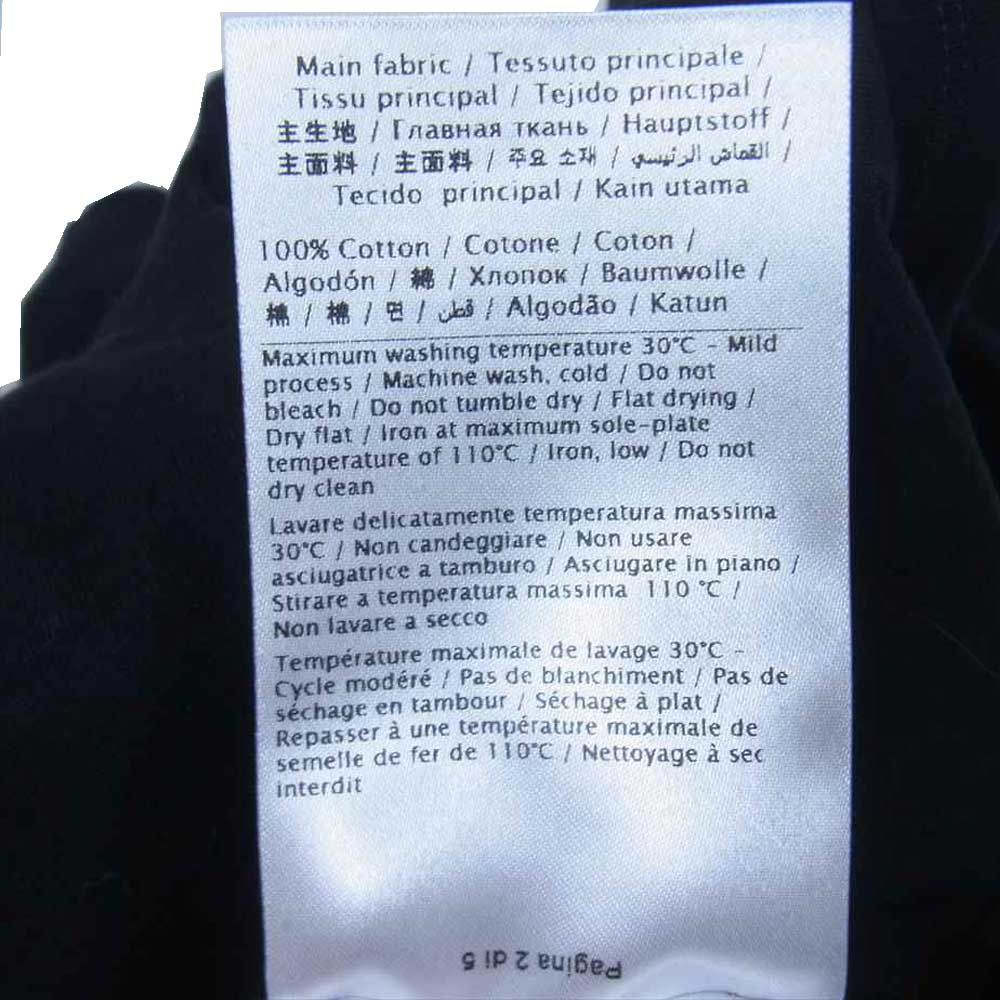 Main fabric / Tessuto principale /
Tissu principal / Tejido principal /
主生地 / Главная ткань / Hauptstoff /
主面料 / 主面料 / 주요 소재 / القماش الرئيسي /
Tecido principal / Kain utama
100% Cotton / Cotone / Coton /
Algodón / 綿 / Хлопок / Baumwolle /
棉 / 棉 / 면 / قطن / Algodão / Katun
Maximum washing temperature 30°C - Mild
process / Machine wash, cold / Do not
bleach / Do not tumble dry / Flat drying /
Dry flat / Iron at maximum sole-plate
temperature of 110°C / Iron, low / Do not
dry clean
Lavare delicatamente temperatura massima
30°C / Non candeggiare / Non usare
asciugatrice a tamburo / Asciugare in piano /
Stirare a temperatura massima 110 °C /
Non lavare a secco
Température maximale de lavage 30°C -
Cycle modéré / Pas de blanchiment / Pas de
séchage en tambour / Séchage à plat /
Repasser à une température maximale de
semelle de fer de 110°C / Nettoyage à sec
interdit
Pagina 2 di 5